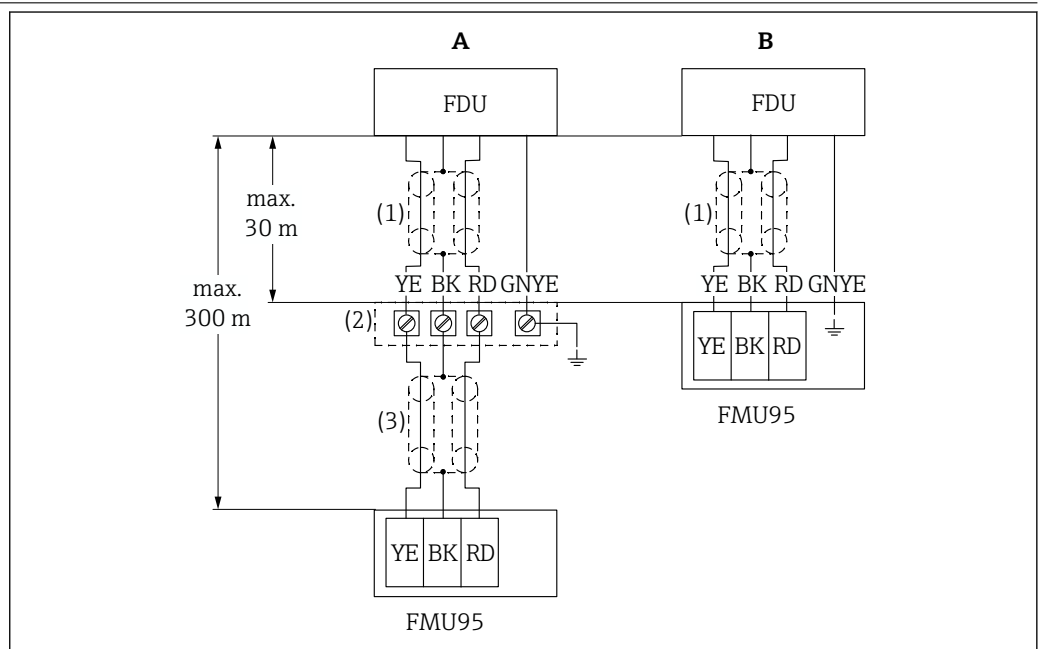 A B
FDU FDU
max.
30 m
(1) (1)
YE BK RD GNYE YE BK RD GNYE
max.
300 m
(2)
YE BK RD
FMU95
(3)
YE BK RD
FMU95